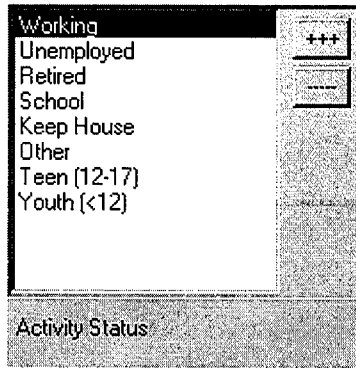 Working
+++
Unemployed
Retired
----
School
Keep House
Other
Teen (12-17)
Youth (<12)
Activity Status